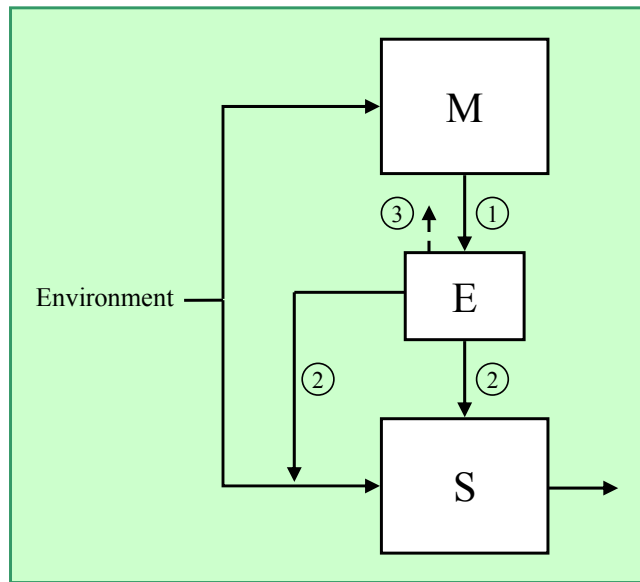 M
③ ①
Environment
E
② ②
S